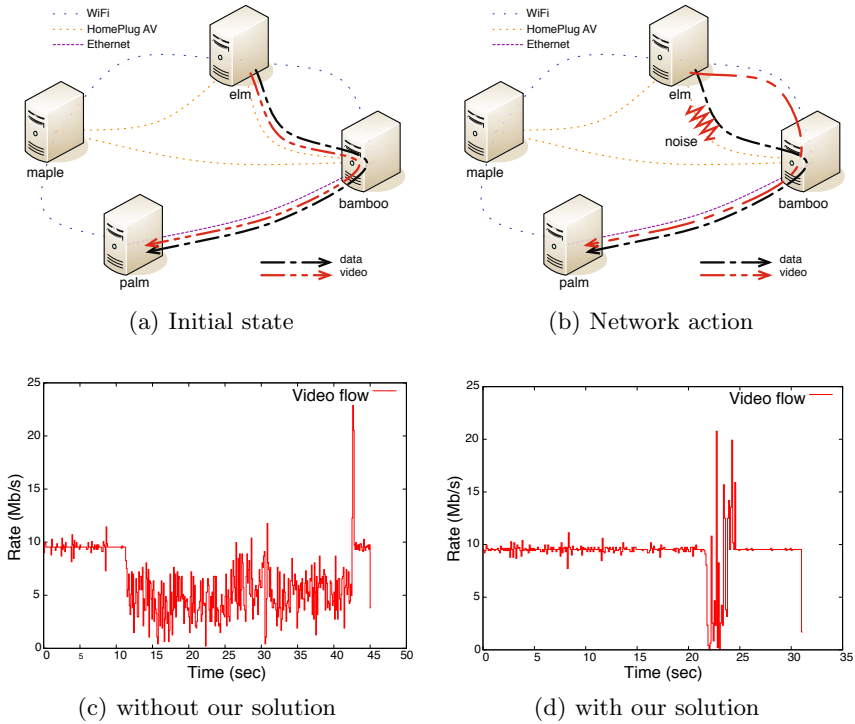 WiFi
HomePlug AV
Ethernet
elm
maple
bamboo
palm
data
video
(a) Initial state
WiFi
HomePlug AV
Ethernet
elm
noise
maple
bamboo
palm
data
video
(b) Network action
Video flow
Rate (Mb/s)
25
20
15
10
5
0
0 5 10 15 20 25 30 35 40 45 50
Time (sec)
(c) without our solution
Video flow
Rate (Mb/s)
25
20
15
10
5
0
0 5 10 15 20 25 30 35
Time (sec)
(d) with our solution